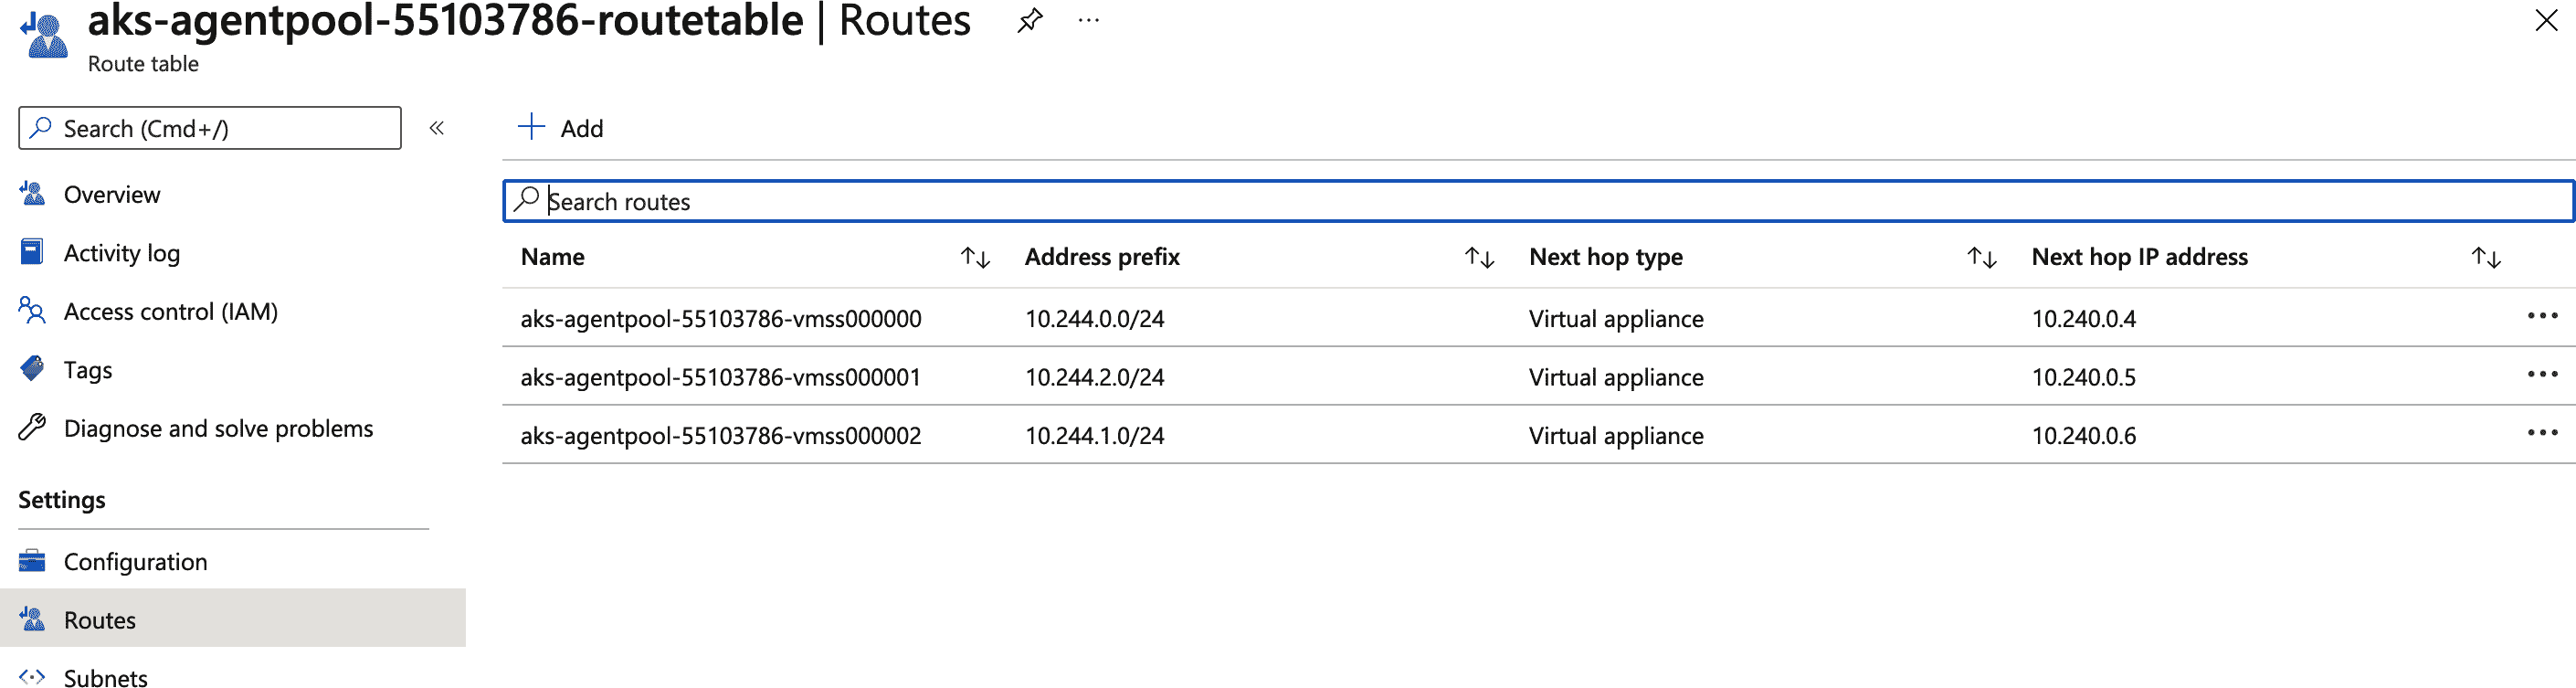 aks-agentpool-55103786-routetable | Routes
Route table
Search (Cmd+/)
Overview
Activity log
Access control (IAM)
Tags
Diagnose and solve problems
Settings
Configuration
Routes
Subnets
Add
Search routes
Name Address prefix Next hop type Next hop IP address
aks-agentpool-55103786-vmss000000 10.244.0.0/24 Virtual appliance 10.240.0.4
aks-agentpool-55103786-vmss000001 10.244.2.0/24 Virtual appliance 10.240.0.5
aks-agentpool-55103786-vmss000002 10.244.1.0/24 Virtual appliance 10.240.0.6